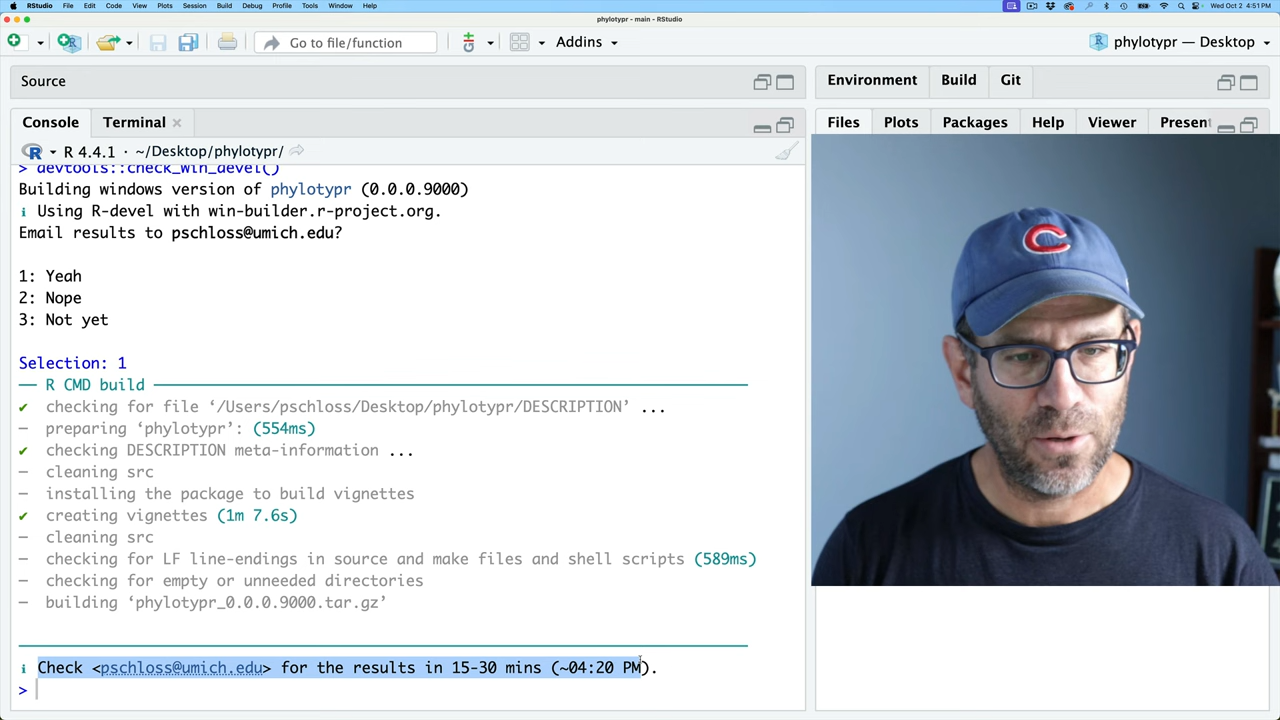 RStudio File Edit Code View Plots Session Build Debug Profile Tools Window Help Wed Oct 2 4:51 PM
phylotypr - main - RStudio
Go to file/function Addins phylotypr — Desktop
Source
Environment Build Git
Console Terminal
Files Plots Packages Help Viewer Present
R 4.4.1 · ~/Desktop/phylotypr/
> devtools::check_win_devel()
Building windows version of phylotypr (0.0.0.9000)
i Using R-devel with win-builder.r-project.org.
Email results to pschloss@umich.edu?
1: Yeah
2: Nope
3: Not yet
Selection: 1
── R CMD build ──
✔ checking for file ‘/Users/pschloss/Desktop/phylotypr/DESCRIPTION’ ...
─ preparing ‘phylotypr’: (554ms)
✔ checking DESCRIPTION meta-information ...
─ cleaning src
─ installing the package to build vignettes
✔ creating vignettes (1m 7.6s)
─ cleaning src
─ checking for LF line-endings in source and make files and shell scripts (589ms)
─ checking for empty or unneeded directories
─ building ‘phylotypr_0.0.0.9000.tar.gz’
i Check <pschloss@umich.edu> for the results in 15-30 mins (~04:20 PM).
>
C